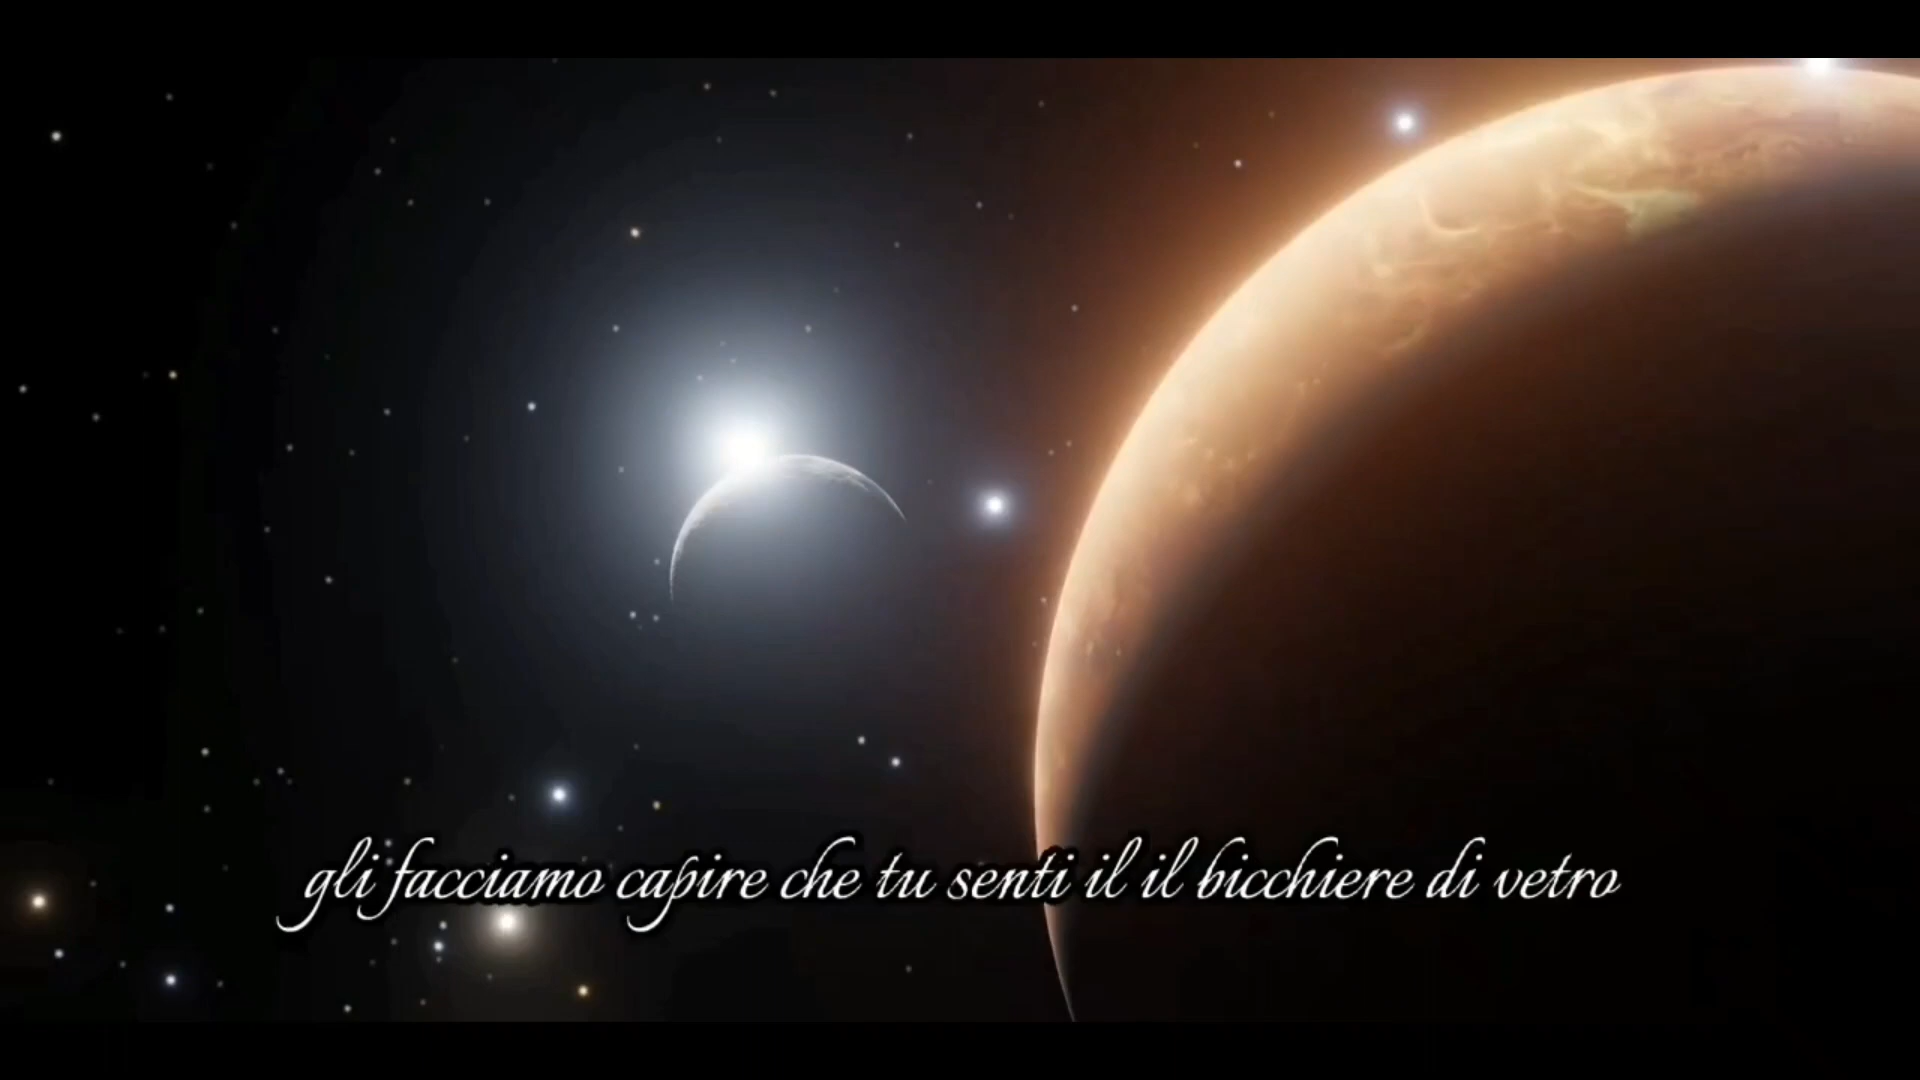 gli facciamo capire che tu senti il il bicchiere di vetro